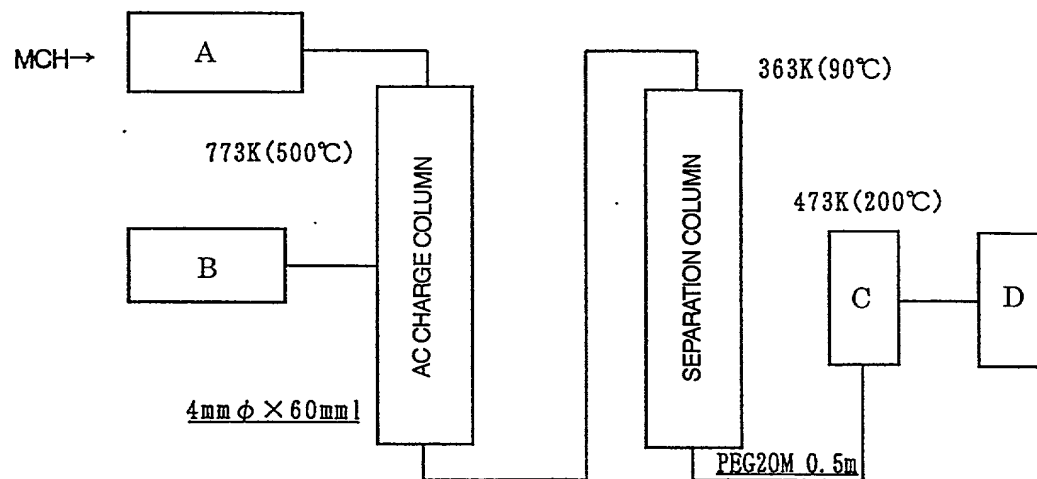 MCH→
A
773K(500℃)
B
4mmφ×60mml
AC CHARGE COLUMN
363K(90℃)
SEPARATION COLUMN
473K(200℃)
C
D
PEG20M 0.5m